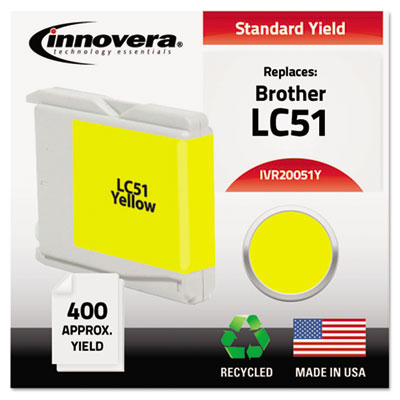 innovera®
technology essentials
Standard Yield
Replaces:
Brother
LC51
IVR20051Y
LC51
Yellow
400
APPROX.
YIELD
RECYCLED
MADE IN USA